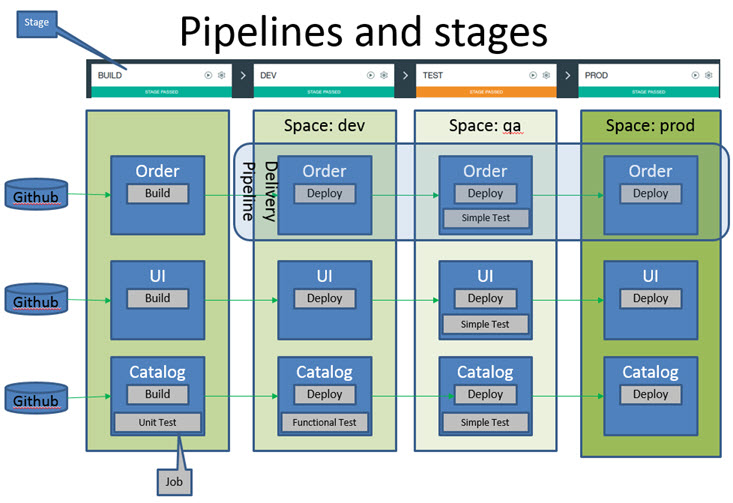 Stage
Pipelines and stages
BUILD
DEV
TEST
PROD
STAGE PASSED
STAGE PASSED
STAGE PASSED
STAGE PASSED
Space: dev
Space: qa
Space: prod
Delivery
Pipeline
Github
Order
Build
Order
Deploy
Order
Deploy
Simple Test
Order
Deploy
Github
UI
Build
UI
Deploy
UI
Deploy
Simple Test
UI
Deploy
Github
Catalog
Build
Unit Test
Catalog
Deploy
Functional Test
Catalog
Deploy
Simple Test
Catalog
Deploy
Job